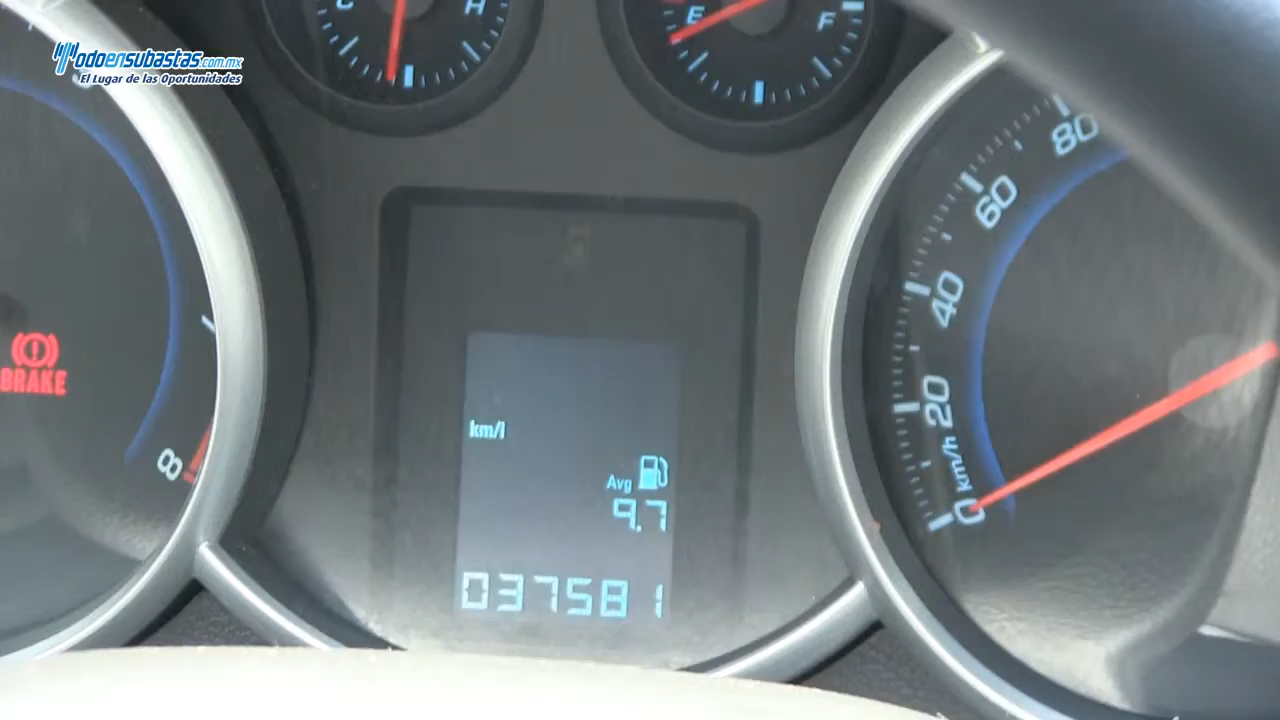 Todoensubastas.com.mx
El Lugar de las Oportunidades
C H
E F
80
60
40
20
0
km/h
BRAKE
8
km/l
Avg
9.7
037581